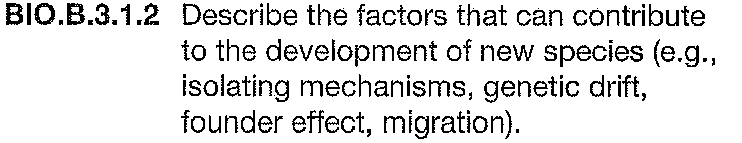 BIO.B.3.1.2 Describe the factors that can contribute
to the development of new species (e.g.,
isolating mechanisms, genetic drift,
founder effect, migration).